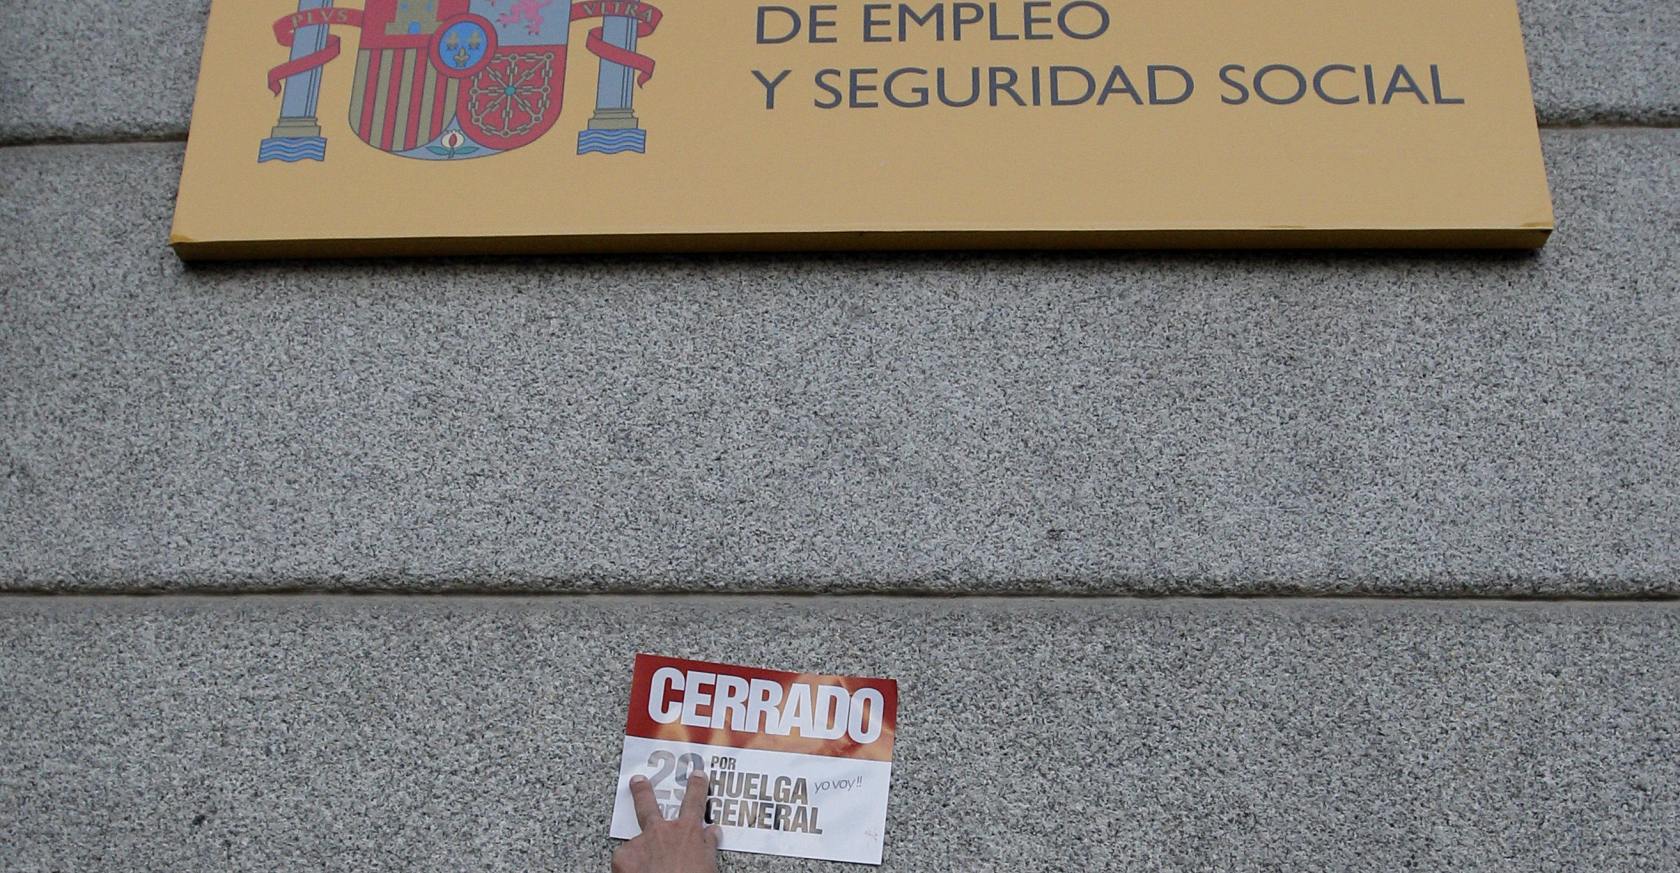 PLVS
VLTRA
DE EMPLEO
Y SEGURIDAD SOCIAL
CERRADO
29
POR
HUELGA
GENERAL
yo voy!!